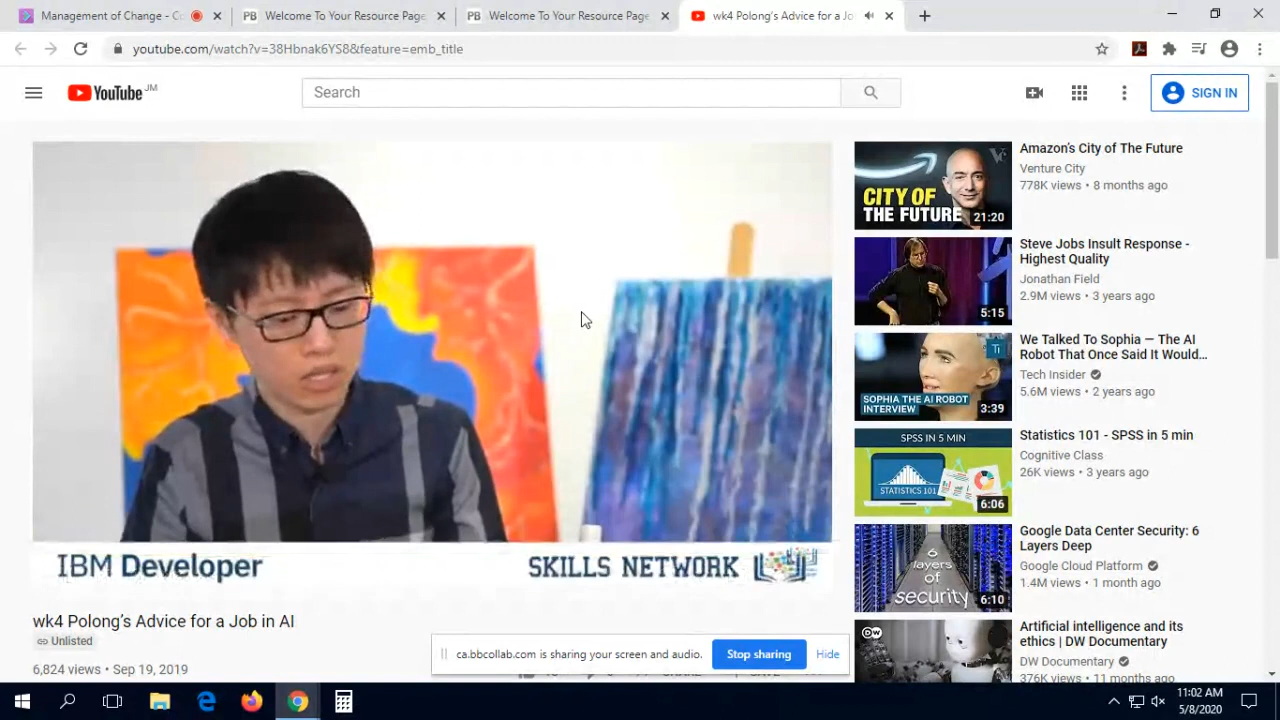 Management of Change - Co
Welcome To Your Resource Page
Welcome To Your Resource Page
wk4 Polong's Advice for a Jo
youtube.com/watch?v=38Hbnak6YS8&feature=emb_title
YouTube JM
Search
SIGN IN
CITY OF
THE FUTURE
21:20
Amazon's City of The Future
Venture City
778K views • 8 months ago
5:15
Steve Jobs Insult Response -
Highest Quality
Jonathan Field
2.9M views • 3 years ago
Ti
SOPHIA THE AI ROBOT
INTERVIEW
3:39
We Talked To Sophia — The AI
Robot That Once Said It Would...
Tech Insider
5.6M views • 2 years ago
SPSS IN 5 MIN
STATISTICS 101
6:06
Statistics 101 - SPSS in 5 min
Cognitive Class
26K views • 3 years ago
6
layers
of
security
6:10
Google Data Center Security: 6
Layers Deep
Google Cloud Platform
1.4M views • 1 month ago
DW
Artificial intelligence and its
ethics | DW Documentary
DW Documentary
376K views • 11 months ago
IBM Developer
SKILLS NETWORK
wk4 Polong's Advice for a Job in AI
Unlisted
6,824 views • Sep 19, 2019
ca.bbcollab.com is sharing your screen and audio.
Stop sharing
Hide
11:02 AM
5/8/2020